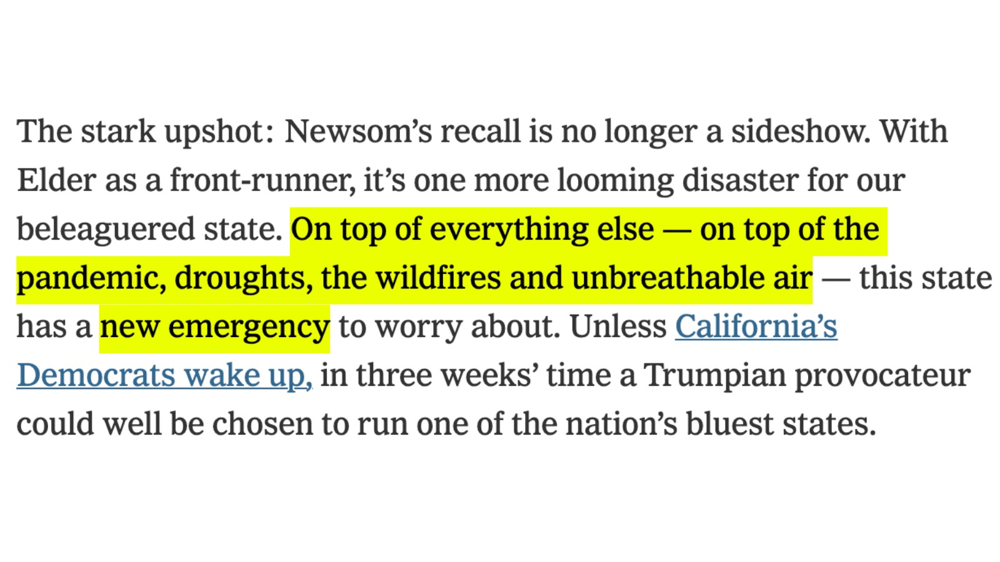 The stark upshot: Newsom’s recall is no longer a sideshow. With
Elder as a front-runner, it’s one more looming disaster for our
beleaguered state. On top of everything else — on top of the
pandemic, droughts, the wildfires and unbreathable air — this state
has a new emergency to worry about. Unless California’s
Democrats wake up, in three weeks’ time a Trumpian provocateur
could well be chosen to run one of the nation’s bluest states.